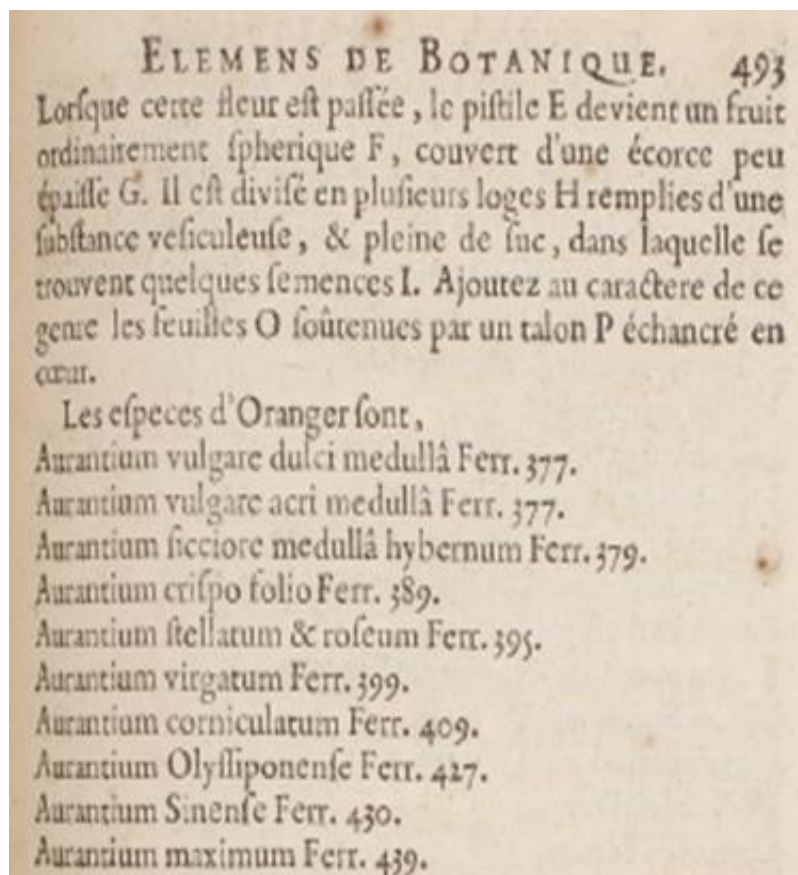 ELEMENS DE BOTANIQUE. 493
Lorſque cette fleur eſt paſſée, le piſtile E devient un fruit
ordinairement ſpherique F, couvert d'une écorce peu
épaiſſe G. Il eſt diviſé en pluſieurs loges H remplies d'une
ſubſtance veſiculeuſe, & pleine de ſuc, dans laquelle ſe
trouvent quelques ſemences I. Ajoutez au caractere de ce
genre les feuilles O ſoûtenues par un talon P échancré en
cœur.
Les eſpeces d'Oranger ſont,
Aurantium vulgare dulci medullâ Ferr. 377.
Aurantium vulgare acri medullâ Ferr. 377.
Aurantium ſicciore medullâ hybernum Ferr. 379.
Aurantium criſpo folio Ferr. 389.
Aurantium ſtellatum & roſeum Ferr. 395.
Aurantium virgatum Ferr. 399.
Aurantium corniculatum Ferr. 409.
Aurantium Olyſſiponenſe Ferr. 427.
Aurantium Sinenſe Ferr. 430.
Aurantium maximum Ferr. 439.